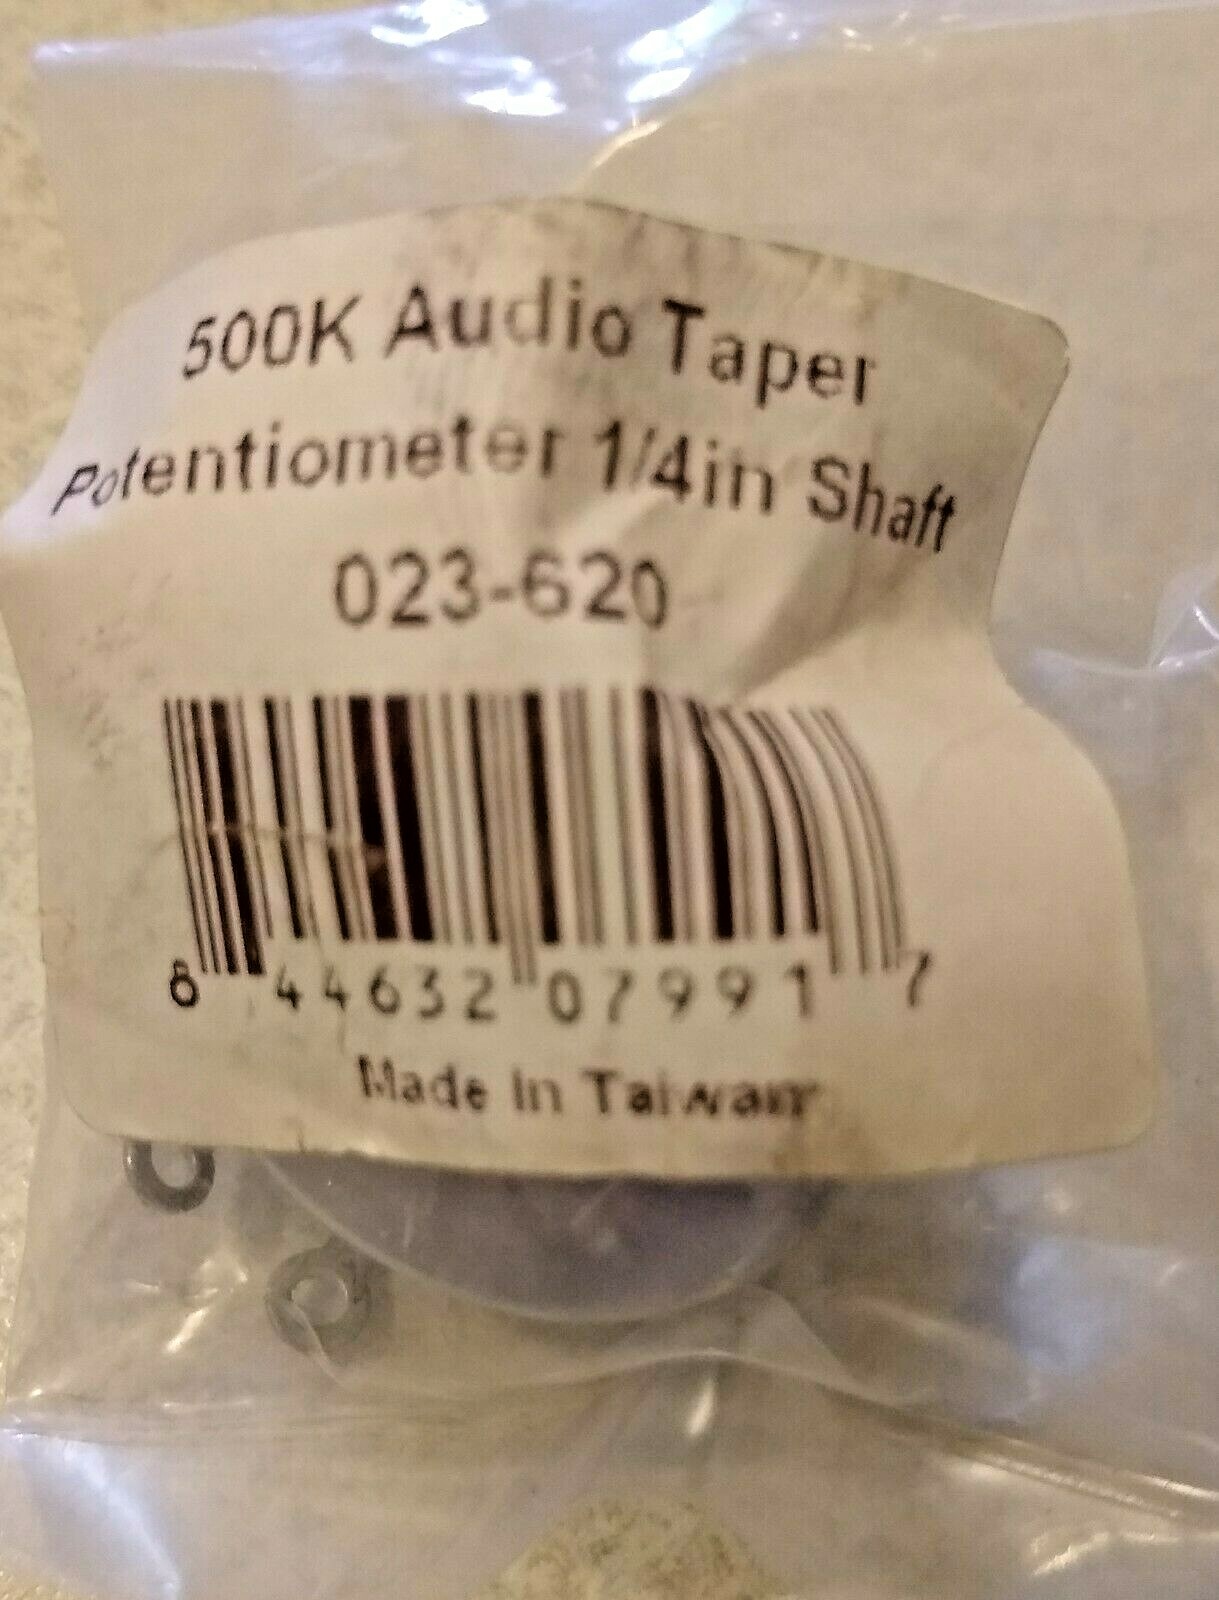 500K Audio Taper
Potentiometer 1/4in Shaft
023-620
8 44632 07991 7
Made In Taiwan